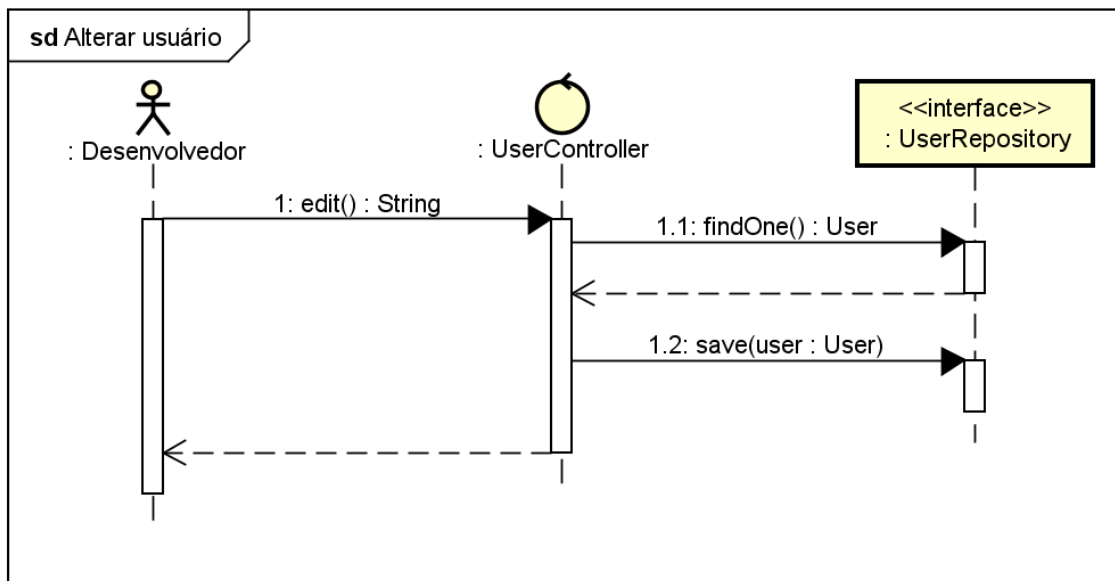 sd Alterar usuário
: Desenvolvedor
: UserController
<<interface>>
: UserRepository
1: edit() : String
1.1: findOne() : User
1.2: save(user : User)